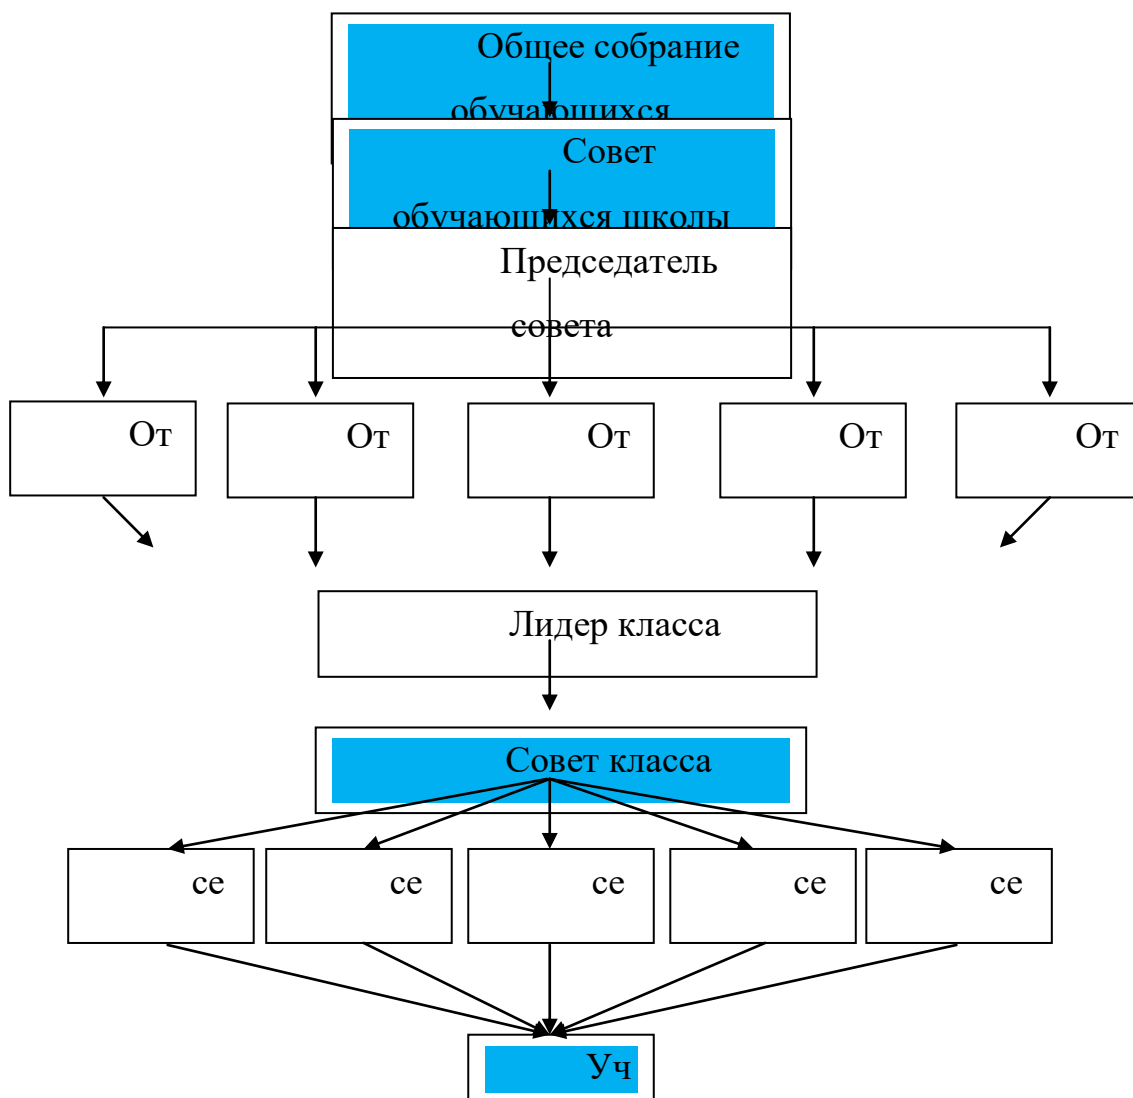 Общее собрание
обучающихся
Совет
обучающихся школы
Председатель
совета
От От От От От
Лидер класса
Совет класса
се се се се се
Уч